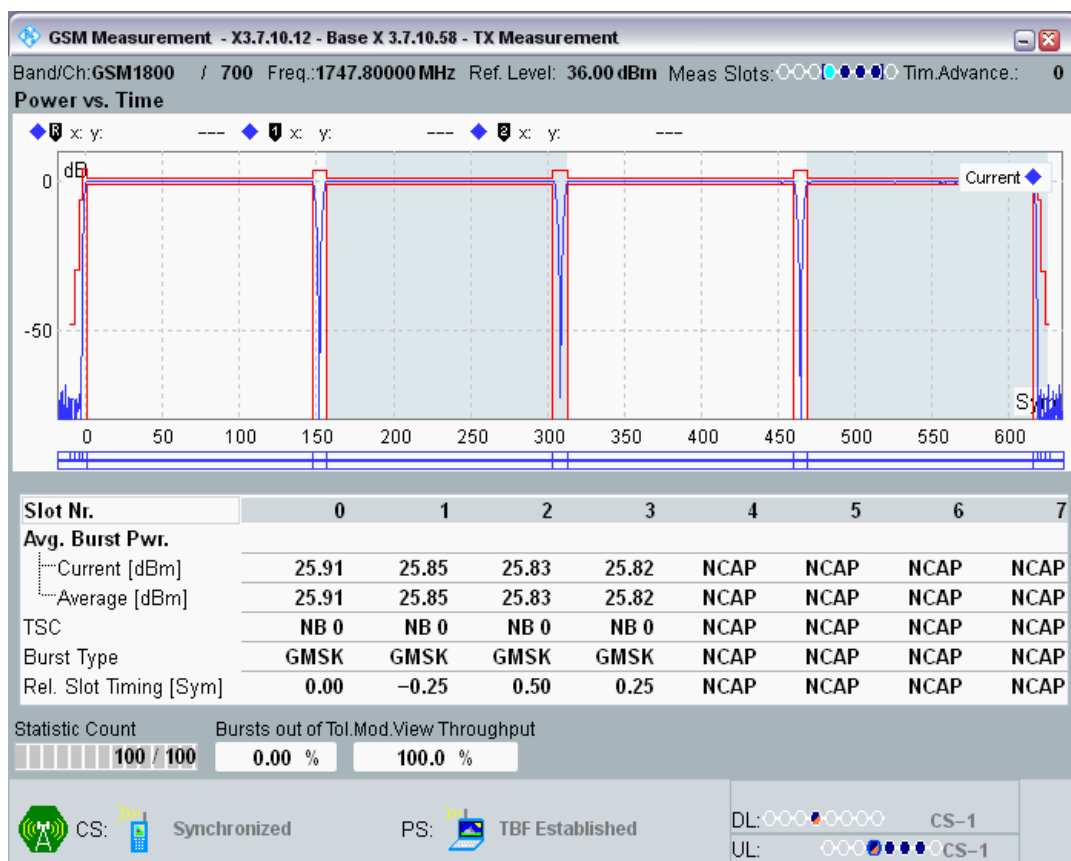 GSM Measurement - X3.7.10.12 - Base X 3.7.10.58 - TX Measurement
Band/Ch:GSM1800 / 700 Freq.:1747.80000 MHz Ref. Level: 36.00 dBm Meas Slots: Tim.Advance.: 0
Power vs. Time
R x: y: --- 1 x: y: --- 2 x: y: ---
dB
Current
0
-50
Sym
0 50 100 150 200 250 300 350 400 450 500 550 600
Slot Nr. 0 1 2 3 4 5 6 7
Avg. Burst Pwr.
Current [dBm] 25.91 25.85 25.83 25.82 NCAP NCAP NCAP NCAP
Average [dBm] 25.91 25.85 25.83 25.82 NCAP NCAP NCAP NCAP
TSC NB 0 NB 0 NB 0 NB 0 NCAP NCAP NCAP NCAP
Burst Type GMSK GMSK GMSK GMSK NCAP NCAP NCAP NCAP
Rel. Slot Timing [Sym] 0.00 −0.25 0.50 0.25 NCAP NCAP NCAP NCAP
Statistic Count Bursts out of Tol. Mod.View Throughput
100 / 100 0.00 % 100.0 %
CS: Synchronized PS: TBF Established DL: CS−1
UL: CS−1